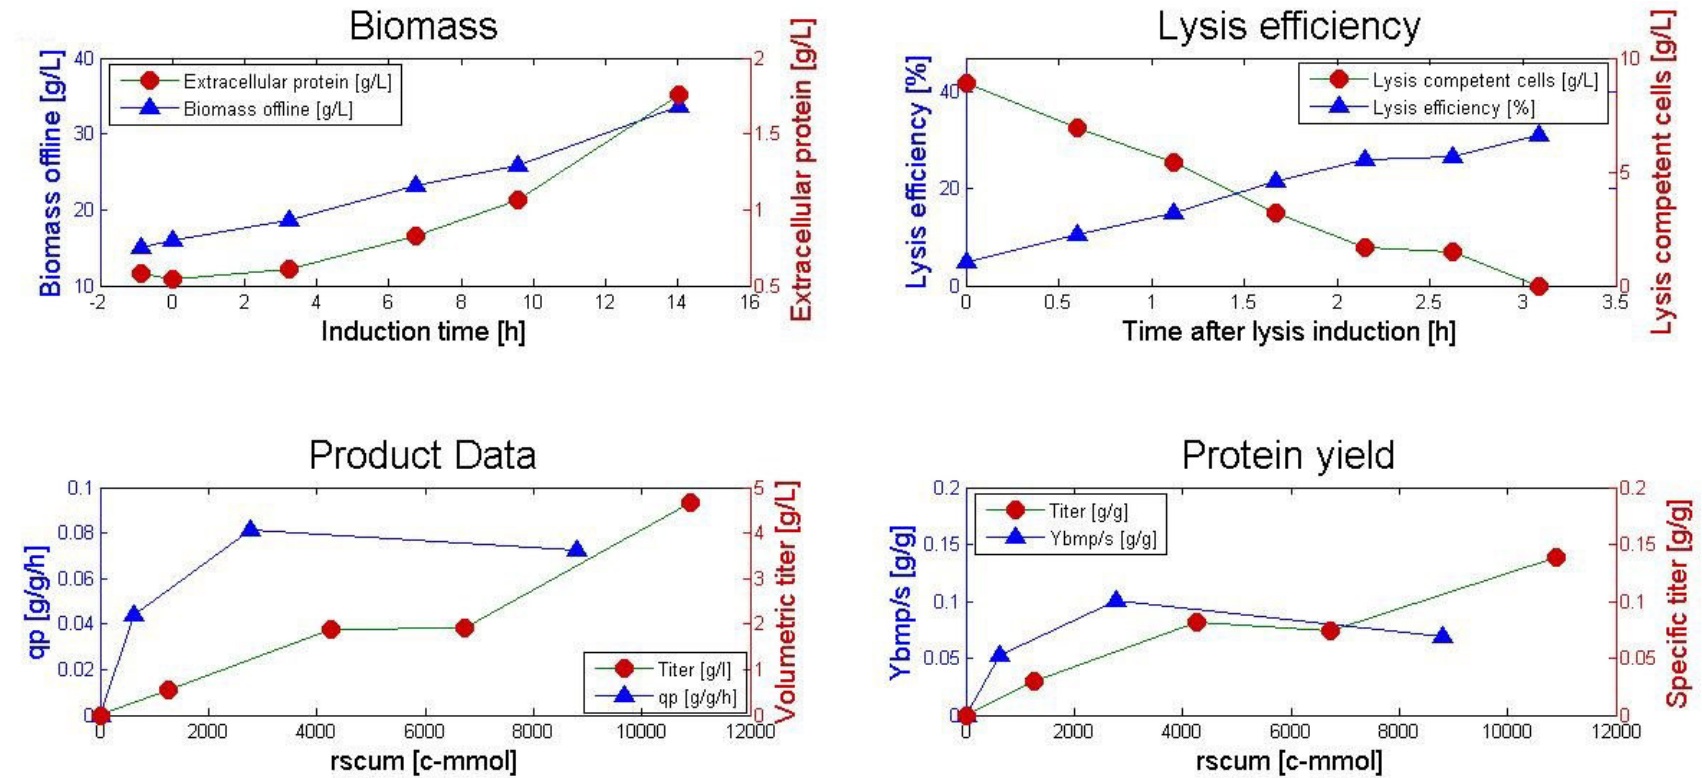 Biomass
Biomass offline [g/L]
40
30
20
10
Extracellular protein [g/L]
Biomass offline [g/L]
2
1.5
1
0.5
Extracellular protein [g/L]
-2
0
2
4
6
8
10
12
14
16
Induction time [h]
Lysis efficiency
Lysis efficiency [%]
40
20
0
Lysis competent cells [g/L]
Lysis efficiency [%]
10
5
0
Lysis competent cells [g/L]
0
0.5
1
1.5
2
2.5
3
3.5
Time after lysis induction [h]
Product Data
qp [g/g/h]
0.1
0.08
0.06
0.04
0.02
0
Titer [g/l]
qp [g/g/h]
5
4
3
2
1
0
Volumetric titer [g/L]
0
2000
4000
6000
8000
10000
12000
rscum [c-mmol]
Protein yield
Ybmp/s [g/g]
0.2
0.15
0.1
0.05
0
Titer [g/g]
Ybmp/s [g/g]
0.2
0.15
0.1
0.05
0
Specific titer [g/g]
0
2000
4000
6000
8000
10000
12000
rscum [c-mmol]